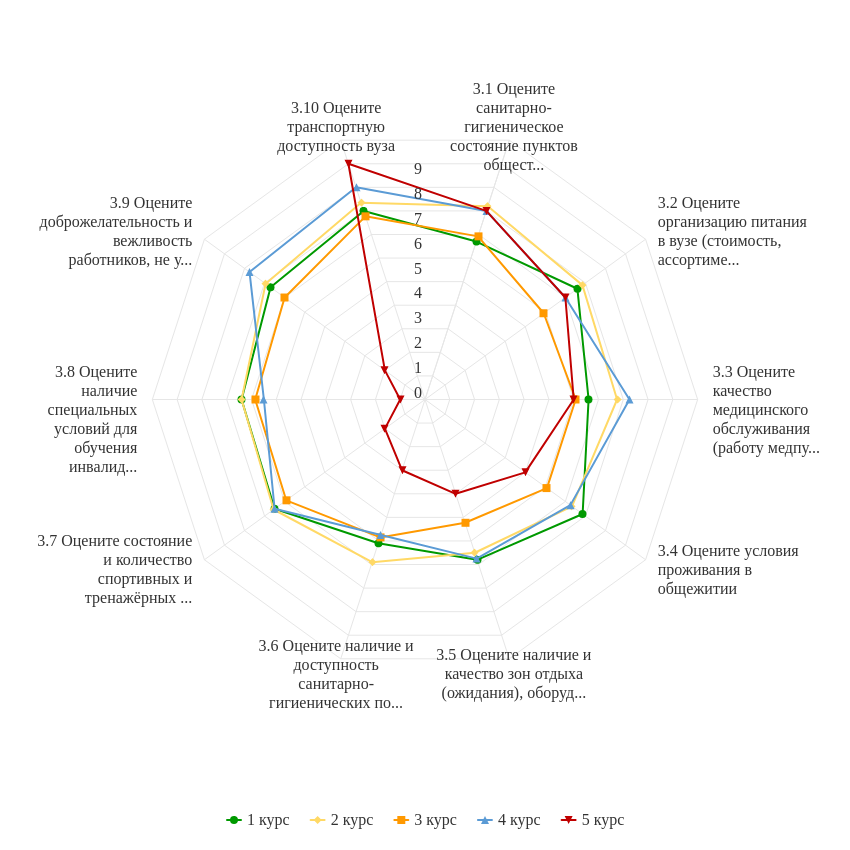 3.1 Оцените
санитарно-
гигиеническое
состояние пунктов
общест...
3.10 Оцените
транспортную
доступность вуза
3.2 Оцените
организацию питания
в вузе (стоимость,
ассортиме...
3.9 Оцените
доброжелательность и
вежливость
работников, не у...
9
8
7
6
5
4
3
2
1
0
3.3 Оцените
качество
медицинского
обслуживания
(работу медпу...
3.8 Оцените
наличие
специальных
условий для
обучения
инвалид...
3.4 Оцените условия
проживания в
общежитии
3.7 Оцените состояние
и количество
спортивных и
тренажёрных ...
3.5 Оцените наличие и
качество зон отдыха
(ожидания), оборуд...
3.6 Оцените наличие и
доступность
санитарно-
гигиенических по...
1 курс 2 курс 3 курс 4 курс 5 курс